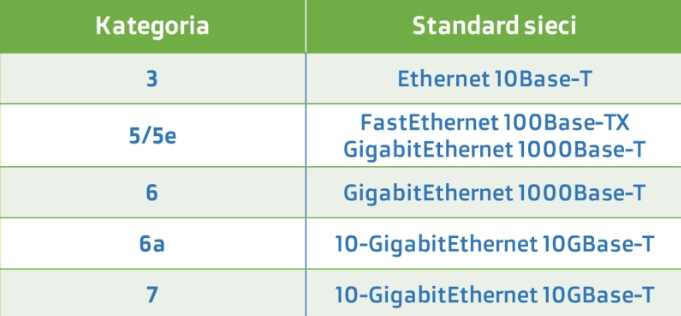 Kategoria Standard sieci
3 Ethernet 10Base-T
5/5e FastEthernet 100Base-TX
GigabitEthernet 1000Base-T
6 GigabitEthernet 1000Base-T
6a 10-GigabitEthernet 10GBase-T
7 10-GigabitEthernet 10GBase-T